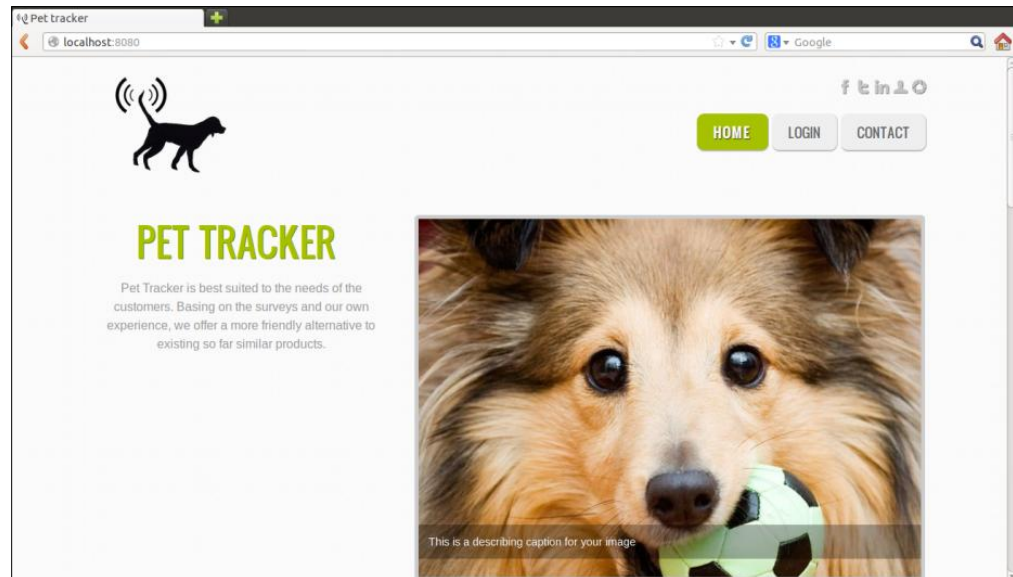 Pet tracker
localhost:8080
Google
f t in
HOME LOGIN CONTACT
PET TRACKER
Pet Tracker is best suited to the needs of the
customers. Basing on the surveys and our own
experience, we offer a more friendly alternative to
existing so far similar products.
This is a describing caption for your image